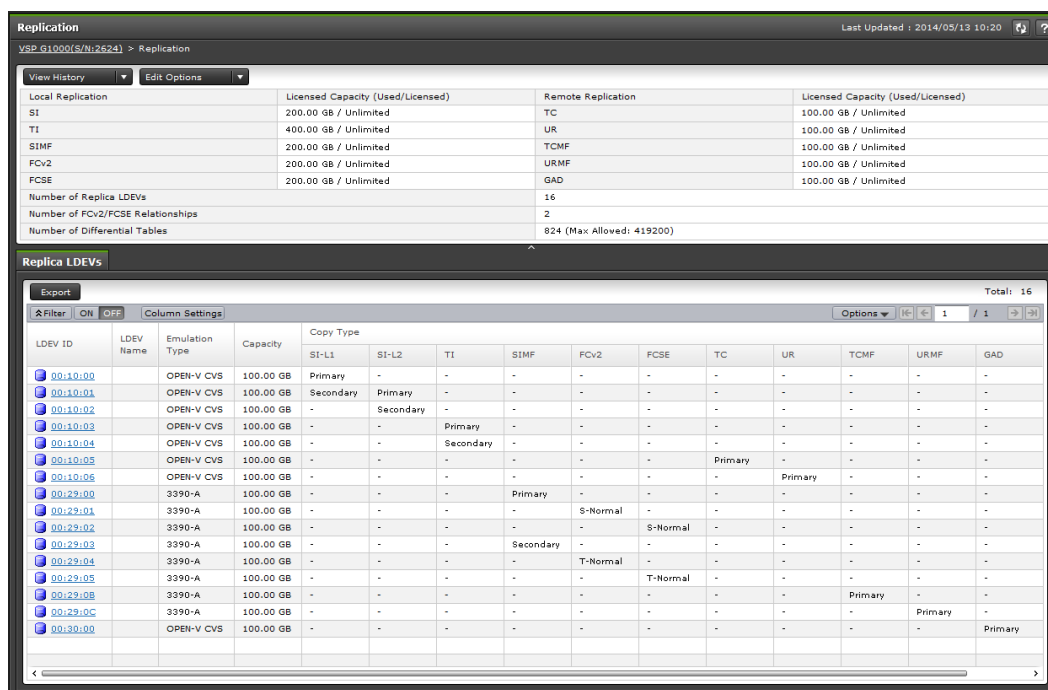 Replication Last Updated : 2014/05/13 10:20 ?
VSP G1000(S/N:2624) > Replication
View History Edit Options
Local Replication Licensed Capacity (Used/Licensed) Remote Replication Licensed Capacity (Used/Licensed)
SI 200.00 GB / Unlimited TC 100.00 GB / Unlimited
TI 400.00 GB / Unlimited UR 100.00 GB / Unlimited
SIMF 200.00 GB / Unlimited TCMF 100.00 GB / Unlimited
FCv2 200.00 GB / Unlimited URMF 100.00 GB / Unlimited
FCSE 200.00 GB / Unlimited GAD 100.00 GB / Unlimited
Number of Replica LDEVs 16
Number of FCv2/FCSE Relationships 2
Number of Differential Tables 824 (Max Allowed: 419200)
Replica LDEVs
Export Total: 16
Filter ON OFF Column Settings Options 1 / 1
LDEV ID LDEV Name Emulation Type Capacity Copy Type
SI-L1 SI-L2 TI SIMF FCv2 FCSE TC UR TCMF URMF GAD
00:10:00 OPEN-V CVS 100.00 GB Primary - - - - - - - - - -
00:10:01 OPEN-V CVS 100.00 GB Secondary Primary - - - - - - - - -
00:10:02 OPEN-V CVS 100.00 GB - Secondary - - - - - - - - -
00:10:03 OPEN-V CVS 100.00 GB - - Primary - - - - - - - -
00:10:04 OPEN-V CVS 100.00 GB - - Secondary - - - - - - - -
00:10:05 OPEN-V CVS 100.00 GB - - - - - - Primary - - - -
00:10:06 OPEN-V CVS 100.00 GB - - - - - - - Primary - - -
00:29:00 3390-A 100.00 GB - - - Primary - - - - - - -
00:29:01 3390-A 100.00 GB - - - - S-Normal - - - - - -
00:29:02 3390-A 100.00 GB - - - - - S-Normal - - - - -
00:29:03 3390-A 100.00 GB - - - Secondary - - - - - - -
00:29:04 3390-A 100.00 GB - - - - T-Normal - - - - - -
00:29:05 3390-A 100.00 GB - - - - - T-Normal - - - - -
00:29:0B 3390-A 100.00 GB - - - - - - - - Primary - -
00:29:0C 3390-A 100.00 GB - - - - - - - - - Primary -
00:30:00 OPEN-V CVS 100.00 GB - - - - - - - - - - Primary